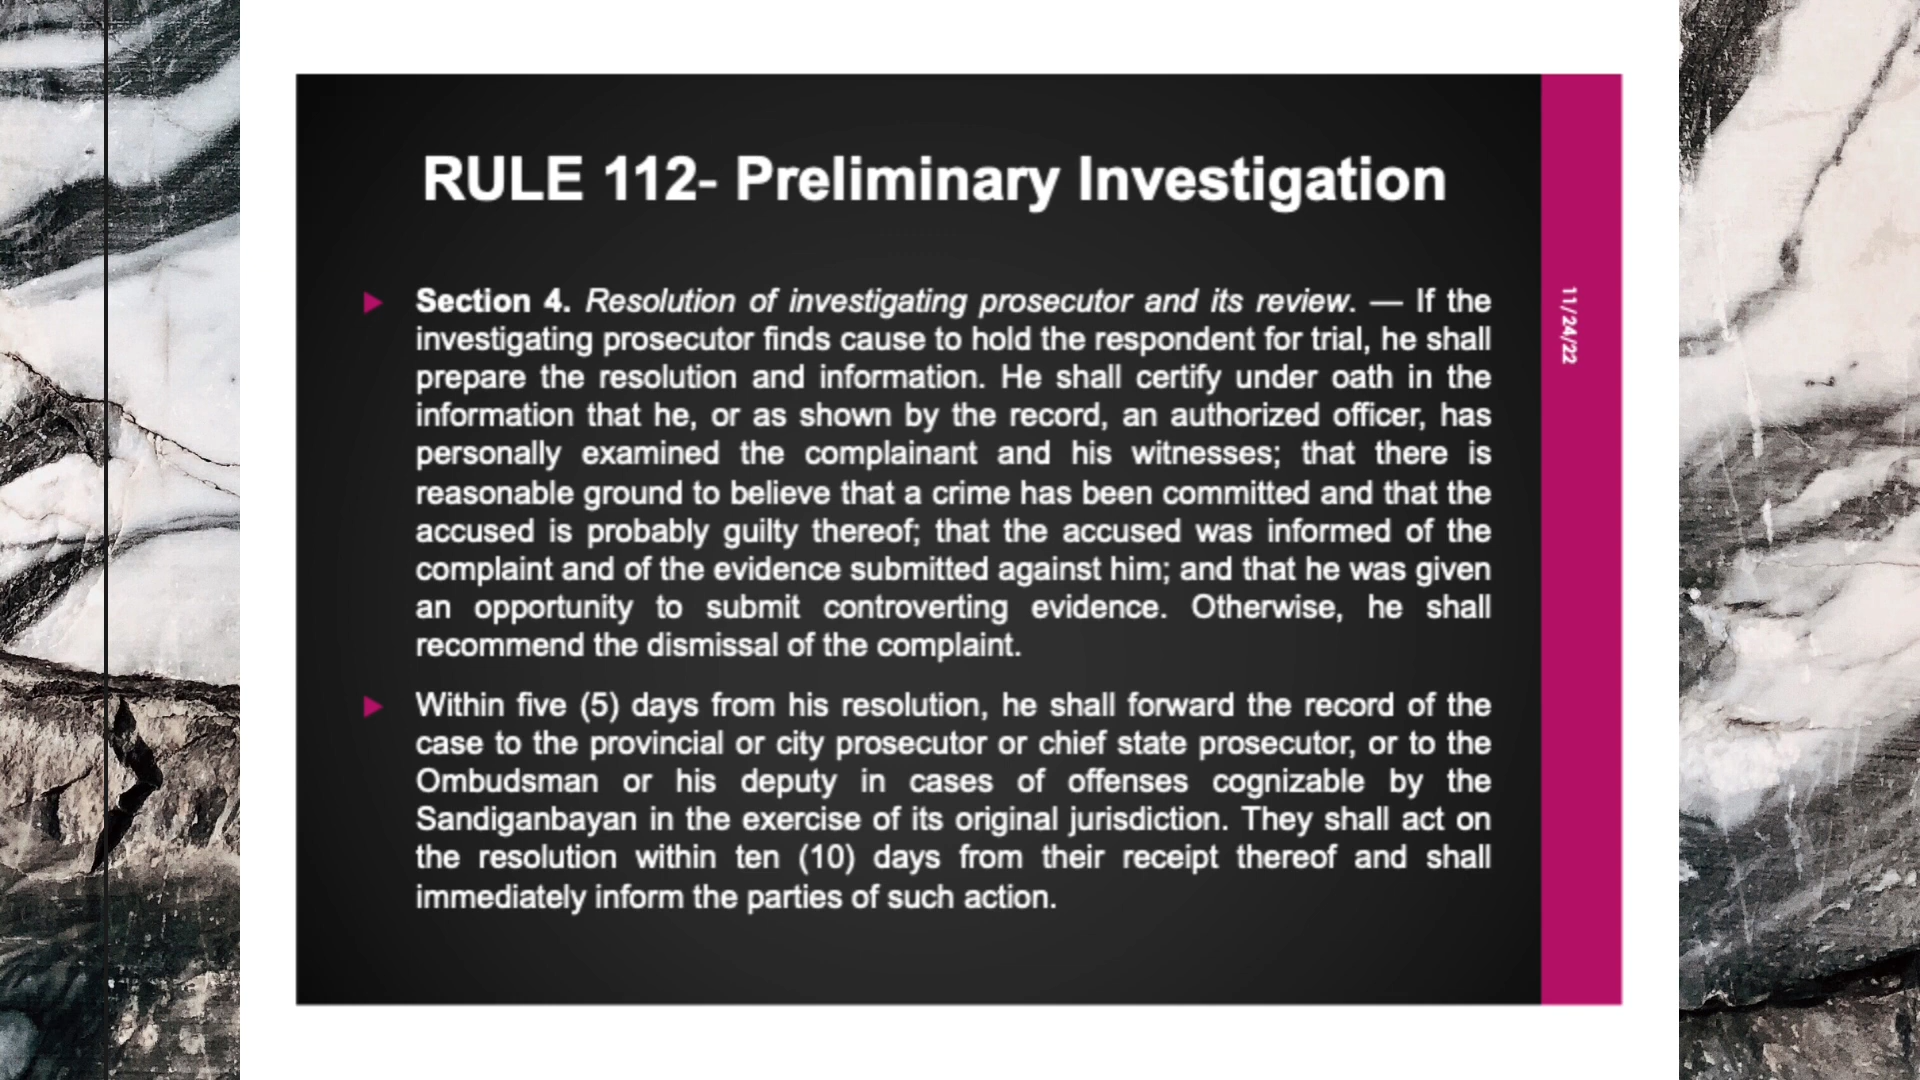 RULE 112- Preliminary Investigation
Section 4. Resolution of investigating prosecutor and its review. — If the
investigating prosecutor finds cause to hold the respondent for trial, he shall
prepare the resolution and information. He shall certify under oath in the
information that he, or as shown by the record, an authorized officer, has
personally examined the complainant and his witnesses; that there is
reasonable ground to believe that a crime has been committed and that the
accused is probably guilty thereof; that the accused was informed of the
complaint and of the evidence submitted against him; and that he was given
an opportunity to submit controverting evidence. Otherwise, he shall
recommend the dismissal of the complaint.
Within five (5) days from his resolution, he shall forward the record of the
case to the provincial or city prosecutor or chief state prosecutor, or to the
Ombudsman or his deputy in cases of offenses cognizable by the
Sandiganbayan in the exercise of its original jurisdiction. They shall act on
the resolution within ten (10) days from their receipt thereof and shall
immediately inform the parties of such action.
11/24/22